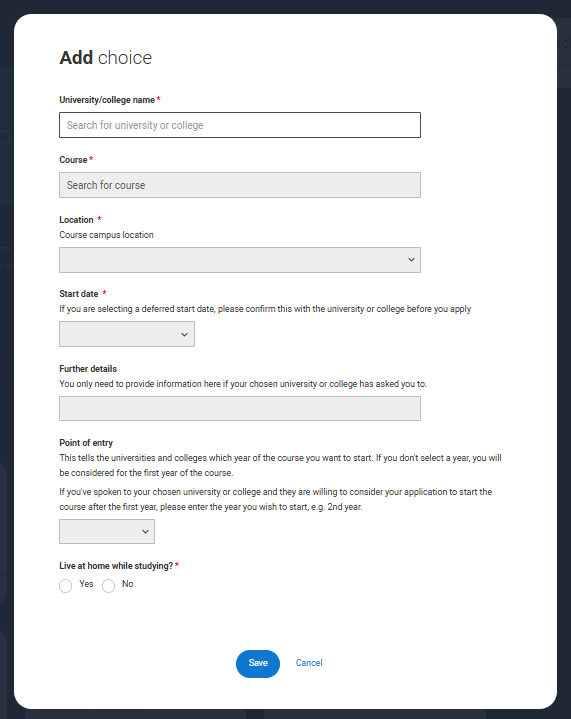 Add choice
University/college name *
Search for university or college
Course *
Search for course
Location *
Course campus location
Start date *
If you are selecting a deferred start date, please confirm this with the university or college before you apply
Further details
You only need to provide information here if your chosen university or college has asked you to.
Point of entry
This tells the universities and colleges which year of the course you want to start. If you don't select a year, you will
be considered for the first year of the course.
If you've spoken to your chosen university or college and they are willing to consider your application to start the
course after the first year, please enter the year you wish to start, e.g. 2nd year.
Live at home while studying? *
Yes No
Save Cancel